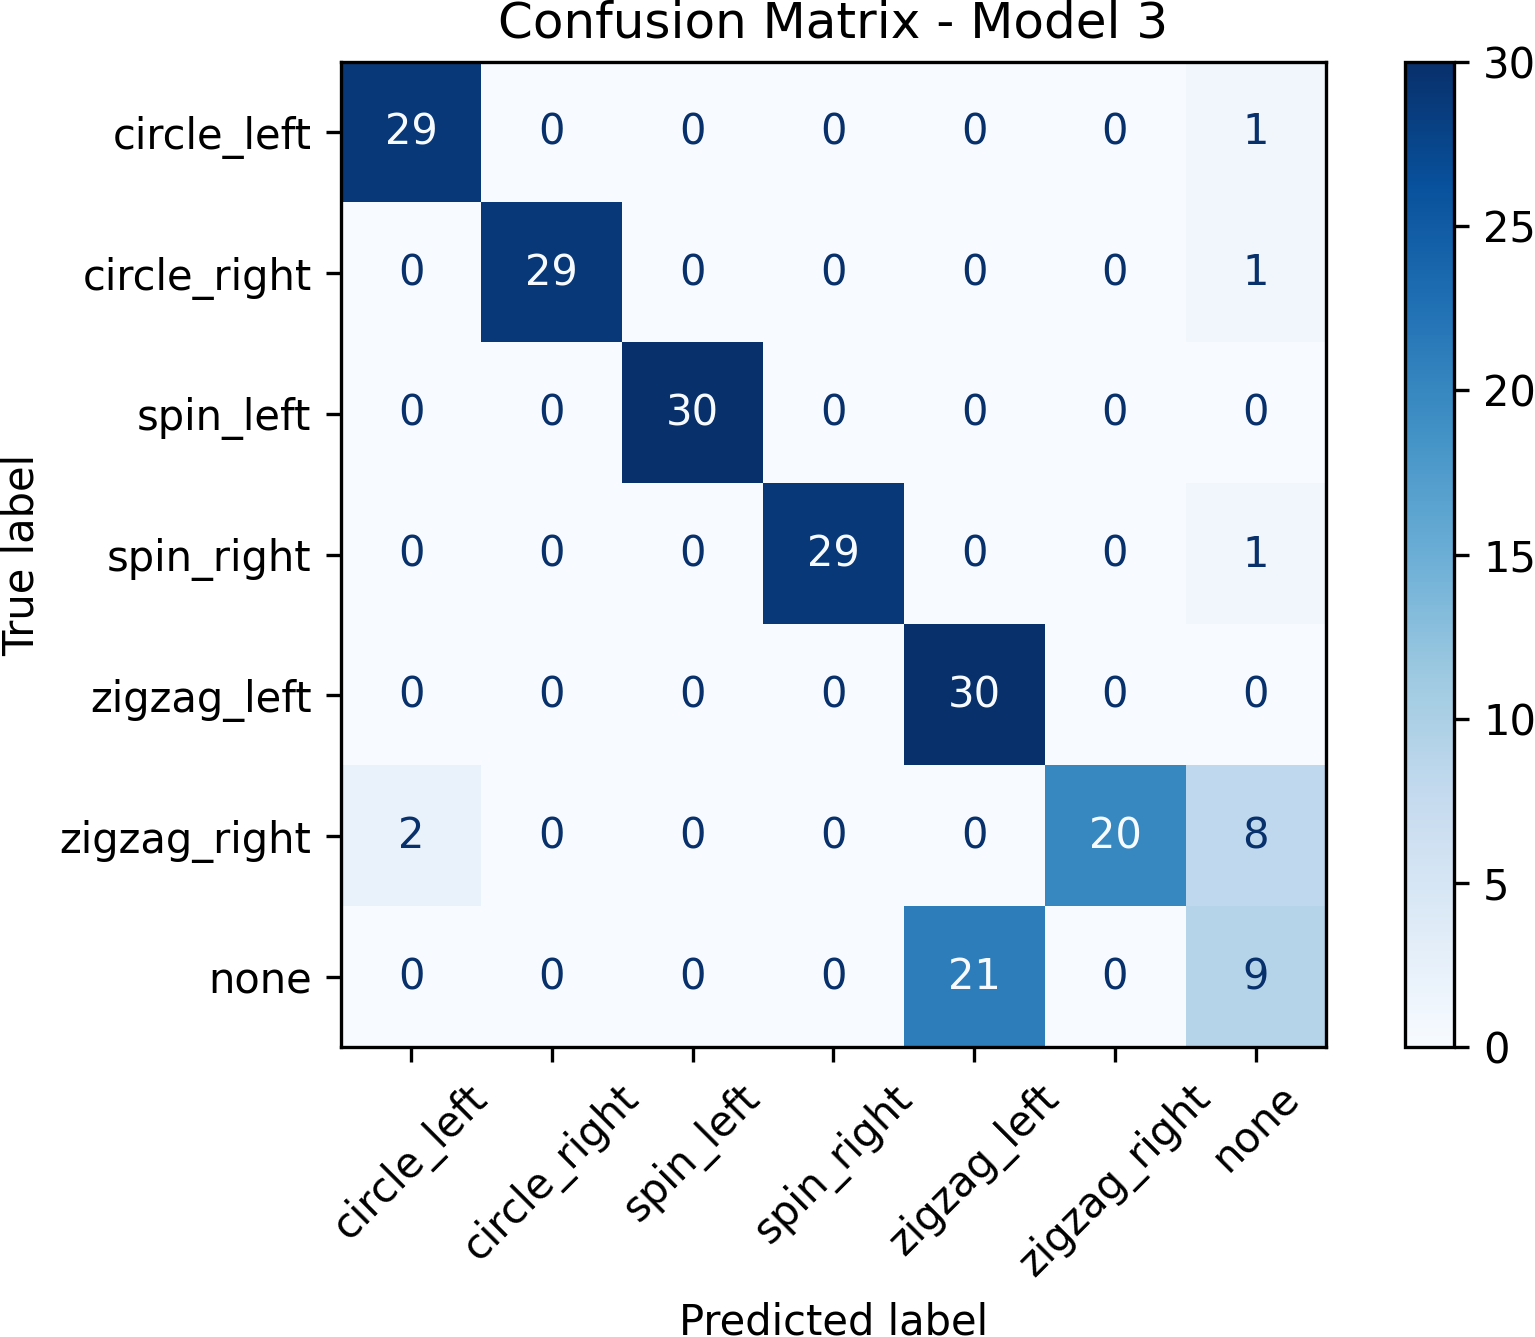 Confusion Matrix - Model 3
True label
circle_left 29 0 0 0 0 0 1
circle_right 0 29 0 0 0 0 1
spin_left 0 0 30 0 0 0 0
spin_right 0 0 0 29 0 0 1
zigzag_left 0 0 0 0 30 0 0
zigzag_right 2 0 0 0 0 20 8
none 0 0 0 0 21 0 9
circle_left circle_right spin_left spin_right zigzag_left zigzag_right none
Predicted label
30
25
20
15
10
5
0